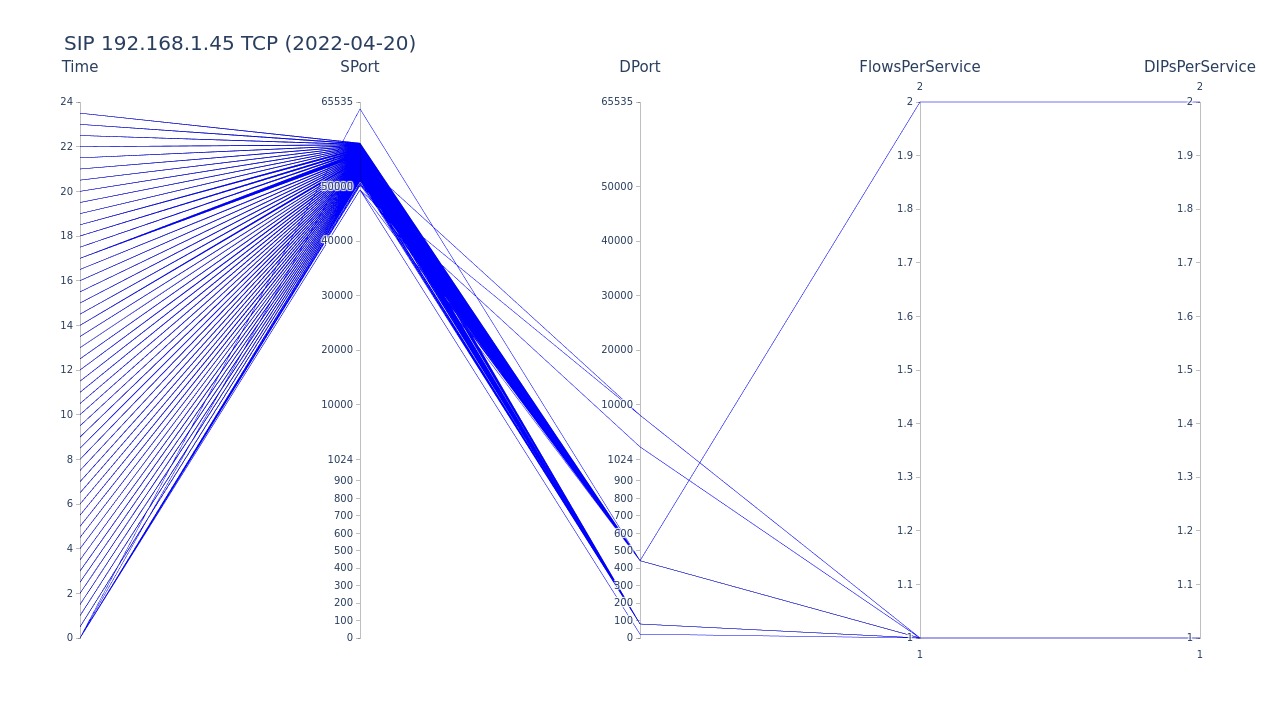 SIP 192.168.1.45 TCP (2022-04-20)
Time SPort DPort FlowsPerService DIPsPerService
2 2
24 65535 65535 2 2
22
1.9 1.9
20 50000 50000
1.8 1.8
18 40000 40000
1.7 1.7
16 30000 30000
1.6 1.6
14
20000 20000
12 1.5 1.5
10 10000 10000
1.4 1.4
8 1024 1024
900 900 1.3 1.3
6 800 800
700 700
600 600 1.2 1.2
4 500 500
400 400
300 300 1.1 1.1
2 200 200
100 100
0 0 0 1 1
1 1